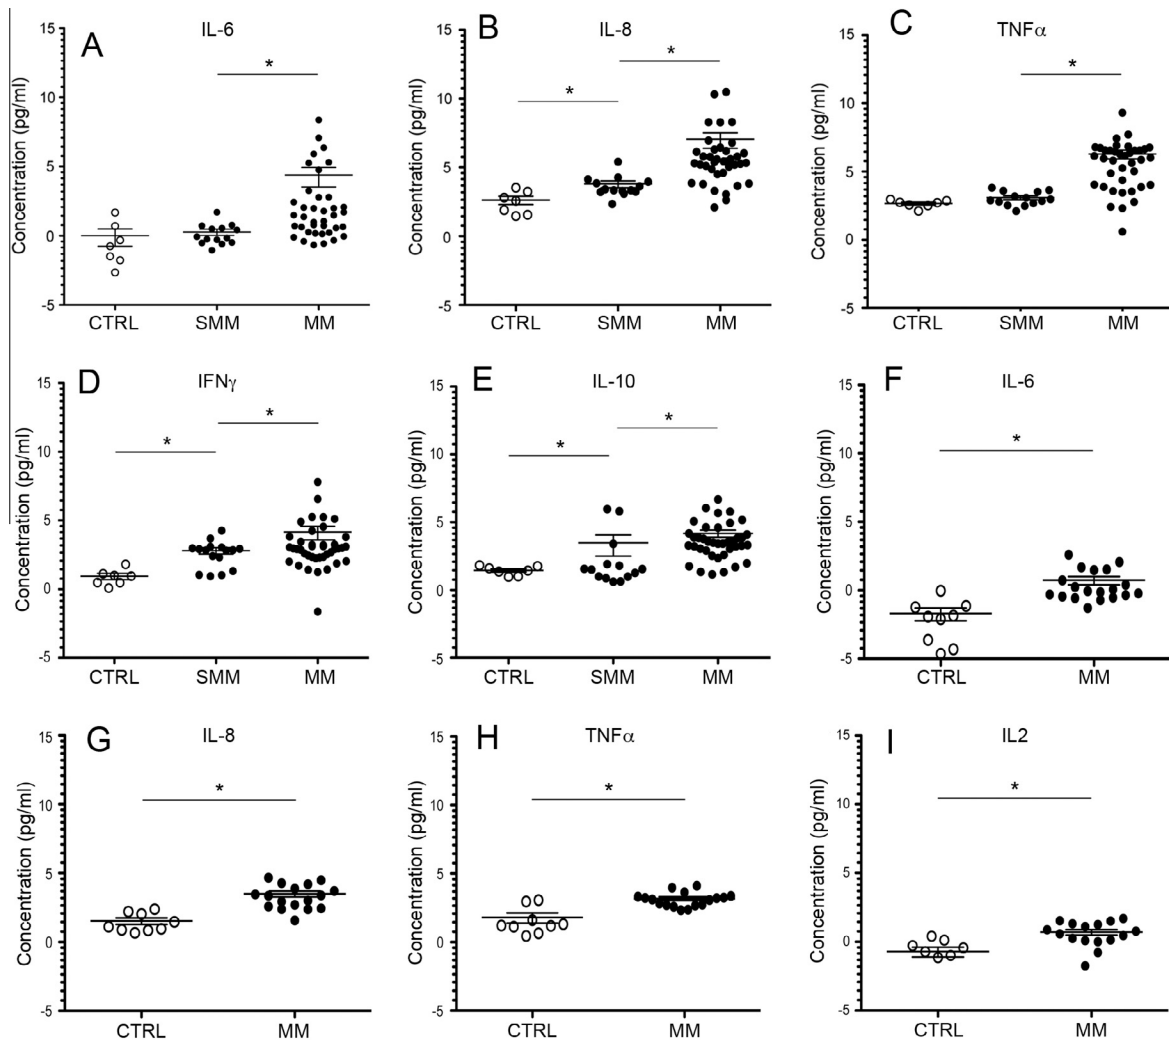 A
IL-6
Concentration (pg/ml)
15
10
5
0
-5
*
CTRL SMM MM
B
IL-8
Concentration (pg/ml)
15
10
5
0
-5
*
*
CTRL SMM MM
C
TNFα
Concentration (pg/ml)
15
10
5
0
-5
*
CTRL SMM MM
D
IFNγ
Concentration (pg/ml)
15
10
5
0
-5
*
*
CTRL SMM MM
E
IL-10
Concentration (pg/ml)
15
10
5
0
-5
*
*
CTRL SMM MM
F
IL-6
Concentration (pg/ml)
15
10
5
0
-5
*
CTRL MM
G
IL-8
Concentration (pg/ml)
15
10
5
0
-5
*
CTRL MM
H
TNFα
Concentration (pg/ml)
15
10
5
0
-5
*
CTRL MM
I
IL2
Concentration (pg/ml)
15
10
5
0
-5
*
CTRL MM